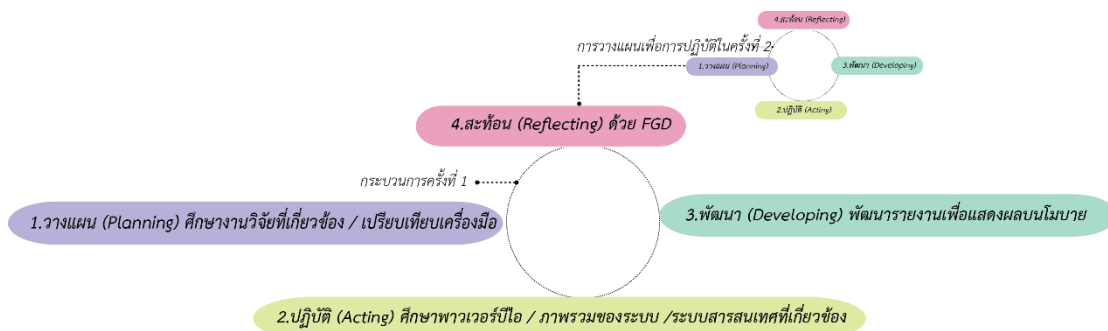 4.สะท้อน (Reflecting)
การวางแผนเพื่อการปฏิบัติในครั้งที่ 2
1.วางแผน (Planning)
3.พัฒนา (Developing)
2.ปฏิบัติ (Acting)
4.สะท้อน (Reflecting) ด้วย FGD
กระบวนการครั้งที่ 1
1.วางแผน (Planning) ศึกษางานวิจัยที่เกี่ยวข้อง / เปรียบเทียบเครื่องมือ
3.พัฒนา (Developing) พัฒนารายงานเพื่อแสดงผลบนโมบาย
2.ปฏิบัติ (Acting) ศึกษาพาวเวอร์บีไอ / ภาพรวมของระบบ /ระบบสารสนเทศที่เกี่ยวข้อง